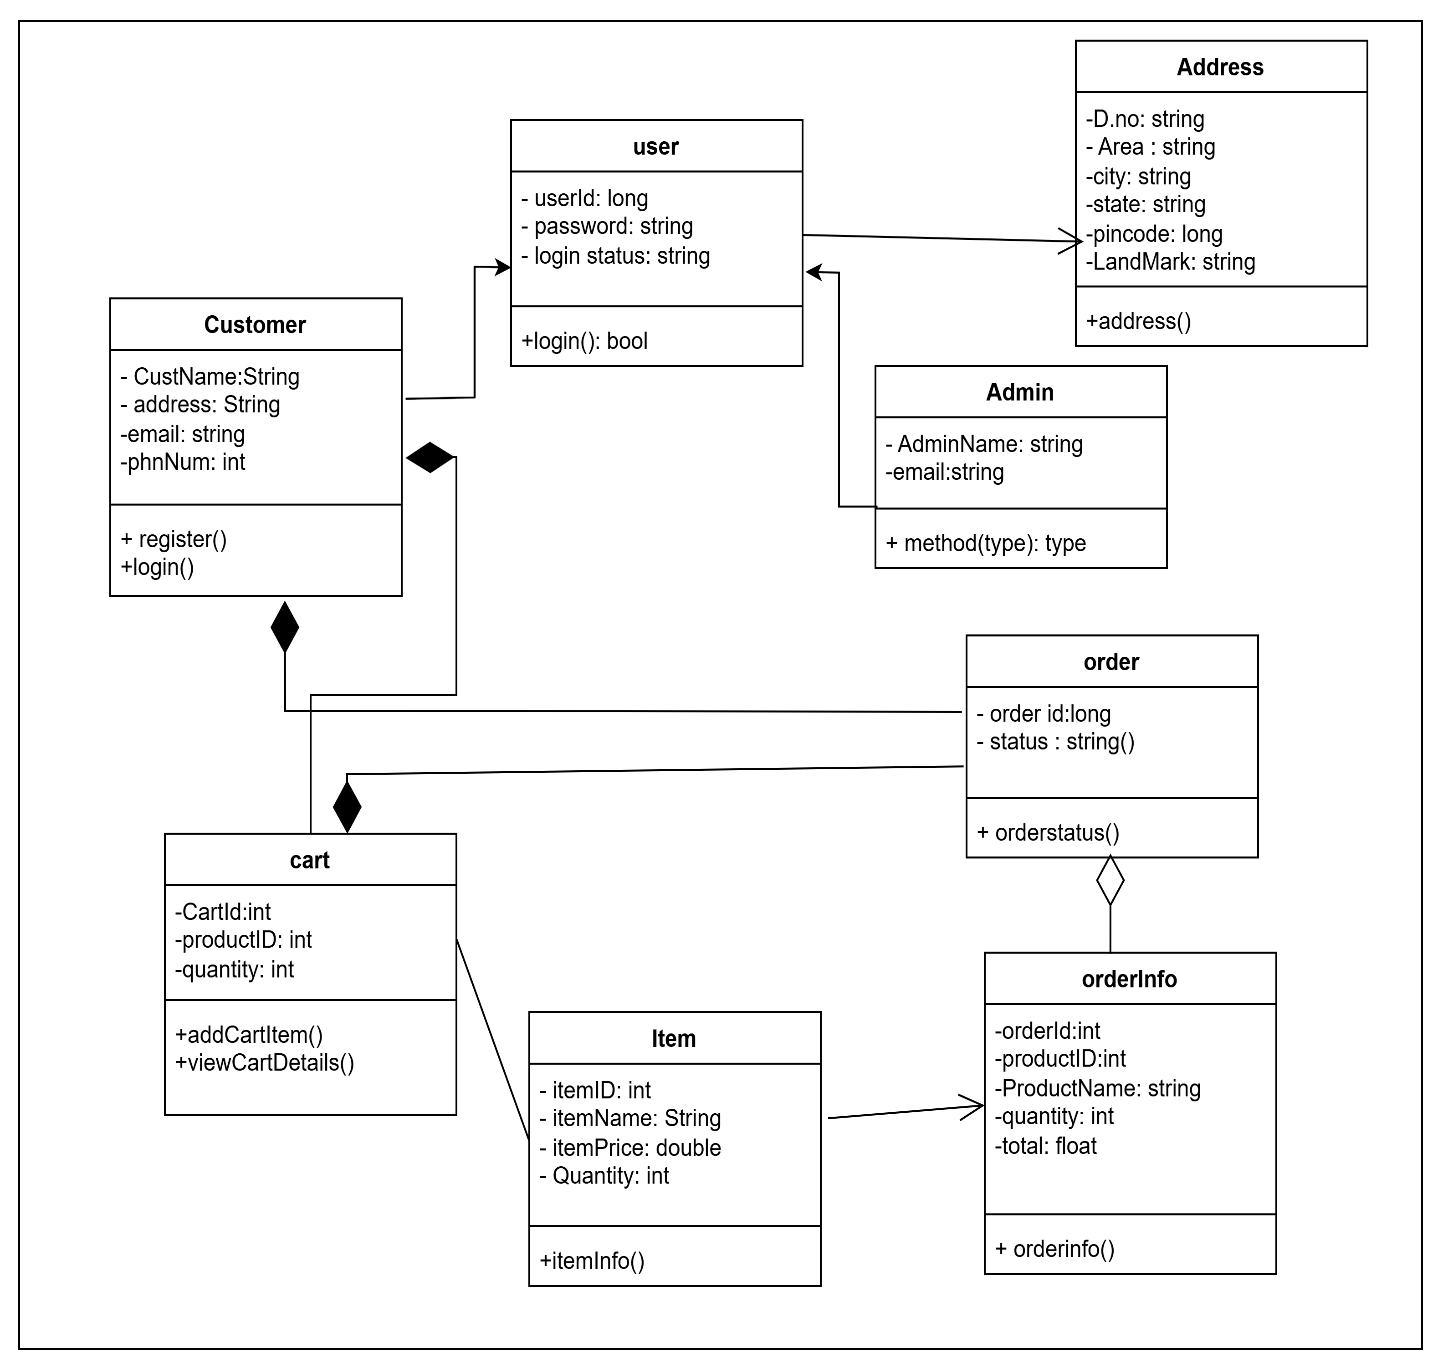 Address
-D.no: string
- Area : string
-city: string
-state: string
-pincode: long
-LandMark: string
+address()
user
- userId: long
- password: string
- login status: string
+login(): bool
Customer
- CustName:String
- address: String
-email: string
-phnNum: int
+ register()
+login()
Admin
- AdminName: string
-email:string
+ method(type): type
order
- order id:long
- status : string()
+ orderstatus()
cart
-CartId:int
-productID: int
-quantity: int
+addCartItem()
+viewCartDetails()
Item
- itemID: int
- itemName: String
- itemPrice: double
- Quantity: int
+itemInfo()
orderInfo
-orderId:int
-productID:int
-ProductName: string
-quantity: int
-total: float
+ orderinfo()